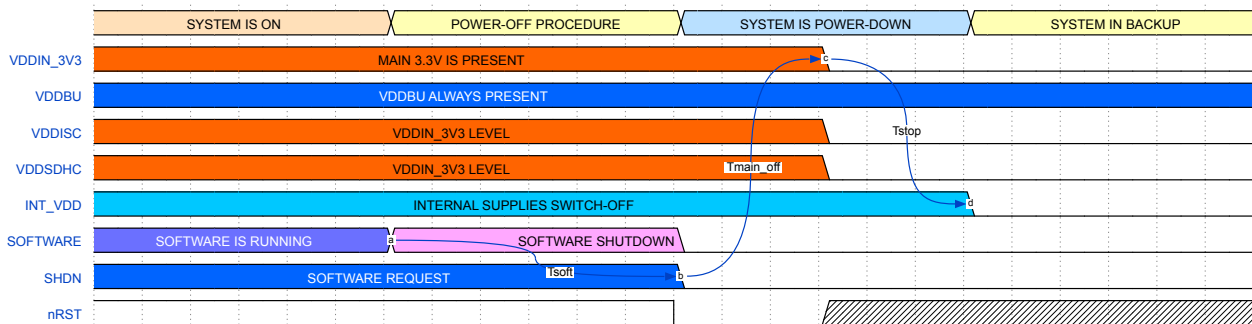 SYSTEM IS ON POWER-OFF PROCEDURE SYSTEM IS POWER-DOWN SYSTEM IN BACKUP
VDDIN_3V3 MAIN 3.3V IS PRESENT c
VDDBU VDDBU ALWAYS PRESENT
VDDISC VDDIN_3V3 LEVEL Tstop
VDDSDHC VDDIN_3V3 LEVEL Tmain_off
INT_VDD INTERNAL SUPPLIES SWITCH-OFF d
SOFTWARE SOFTWARE IS RUNNING a SOFTWARE SHUTDOWN
SHDN SOFTWARE REQUEST Tsoft b
nRST